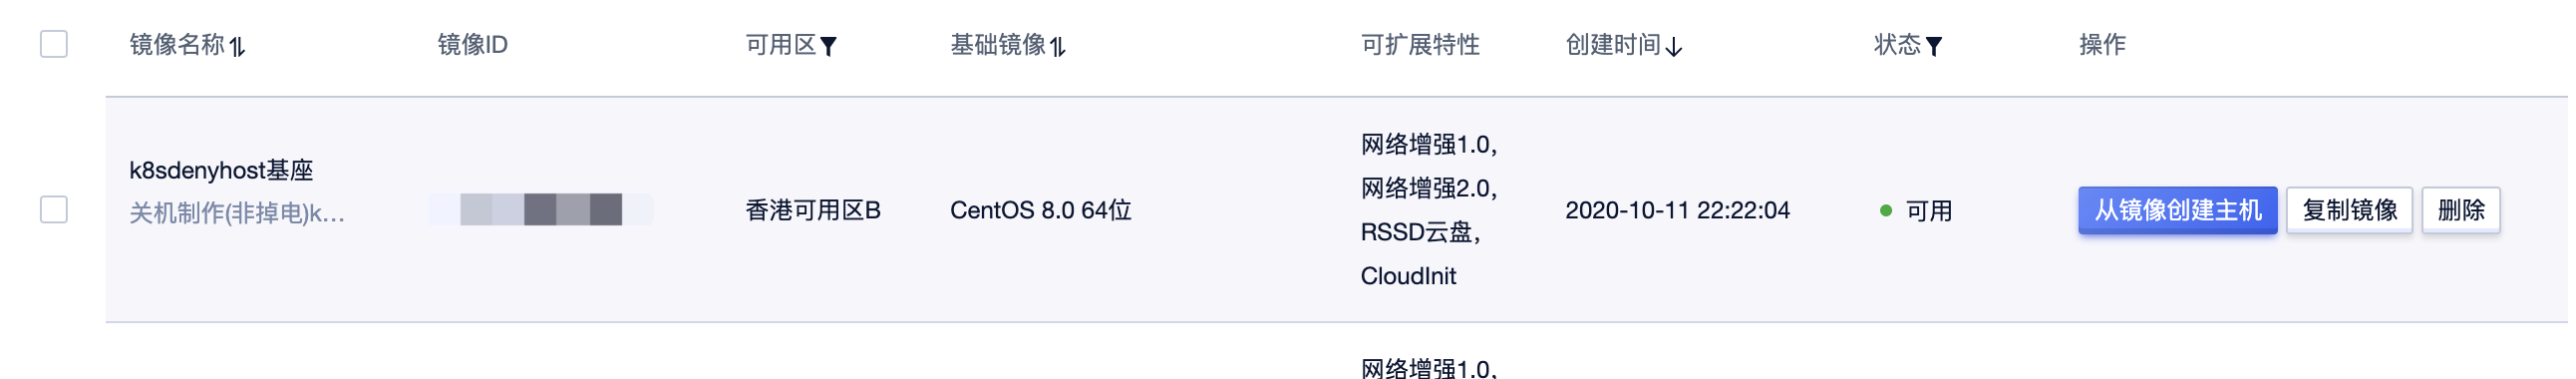 镜像名称 镜像ID 可用区 基础镜像 可扩展特性 创建时间 状态 操作
k8sdenyhost基座
关机制作(非掉电)k...
香港可用区B
CentOS 8.0 64位
网络增强1.0,
网络增强2.0,
RSSD云盘,
CloudInit
2020-10-11 22:22:04
可用
从镜像创建主机 复制镜像 删除
网络增强1.0,